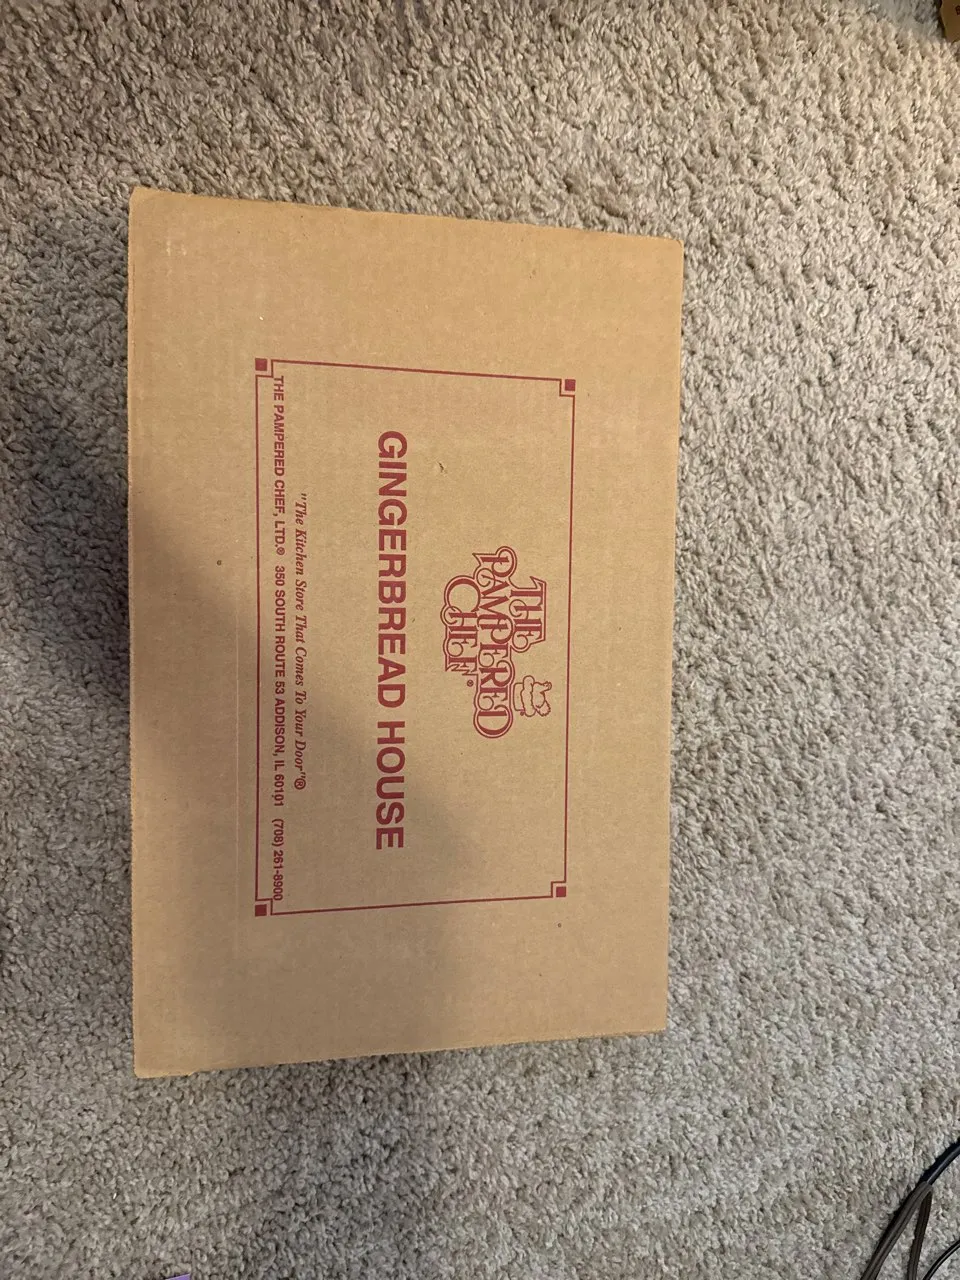 THE
PAMPERED
CHEF®
GINGERBREAD HOUSE
"The Kitchen Store That Comes To Your Door"®
THE PAMPERED CHEF, LTD.® 350 SOUTH ROUTE 53 ADDISON, IL 60101 (708) 261-8900